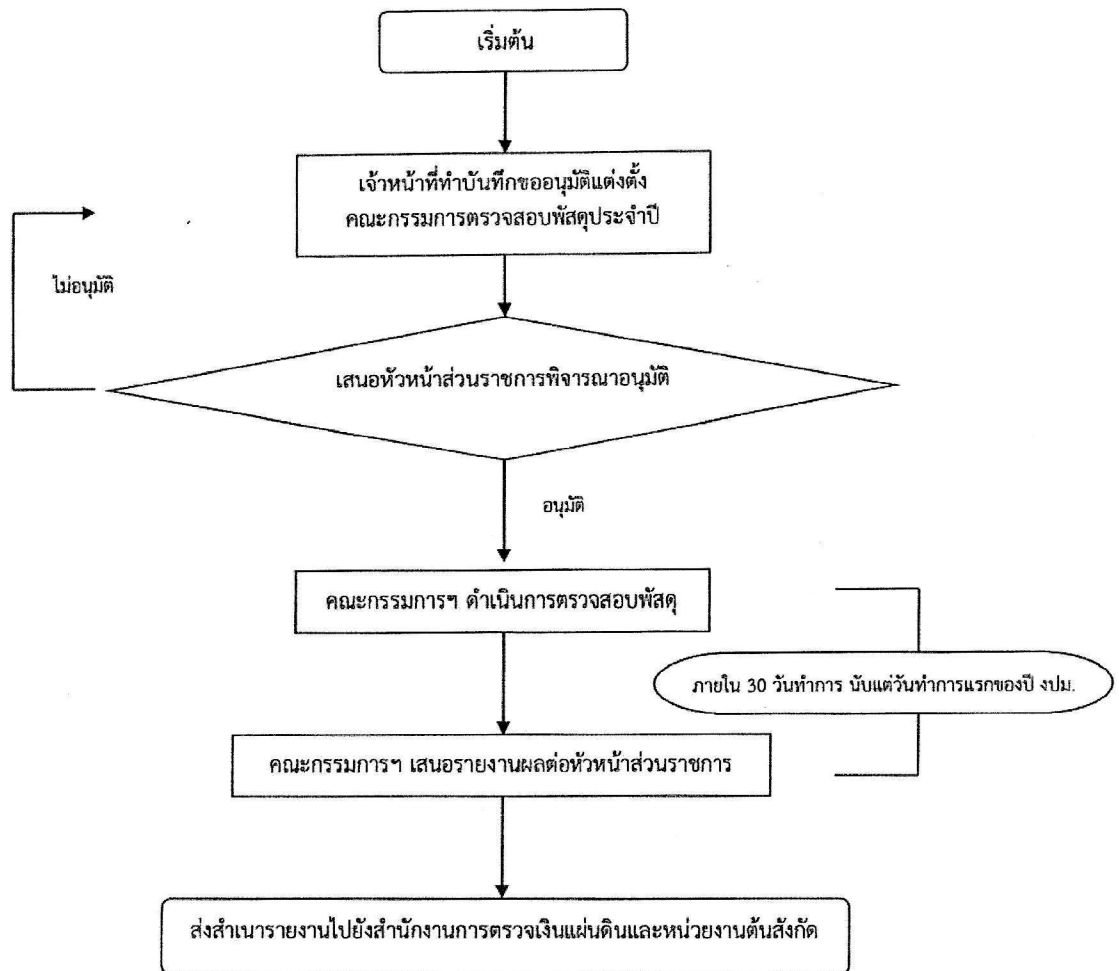 เริ่มต้น
เจ้าหน้าที่ทำบันทึกขออนุมัติแต่งตั้ง
คณะกรรมการตรวจสอบพัสดุประจำปี
ไม่อนุมัติ
เสนอหัวหน้าส่วนราชการพิจารณาอนุมัติ
อนุมัติ
คณะกรรมการฯ ดำเนินการตรวจสอบพัสดุ
ภายใน 30 วันทำการ นับแต่วันทำการแรกของปี งปม.
คณะกรรมการฯ เสนอรายงานผลต่อหัวหน้าส่วนราชการ
ส่งสำเนารายงานไปยังสำนักงานการตรวจเงินแผ่นดินและหน่วยงานต้นสังกัด